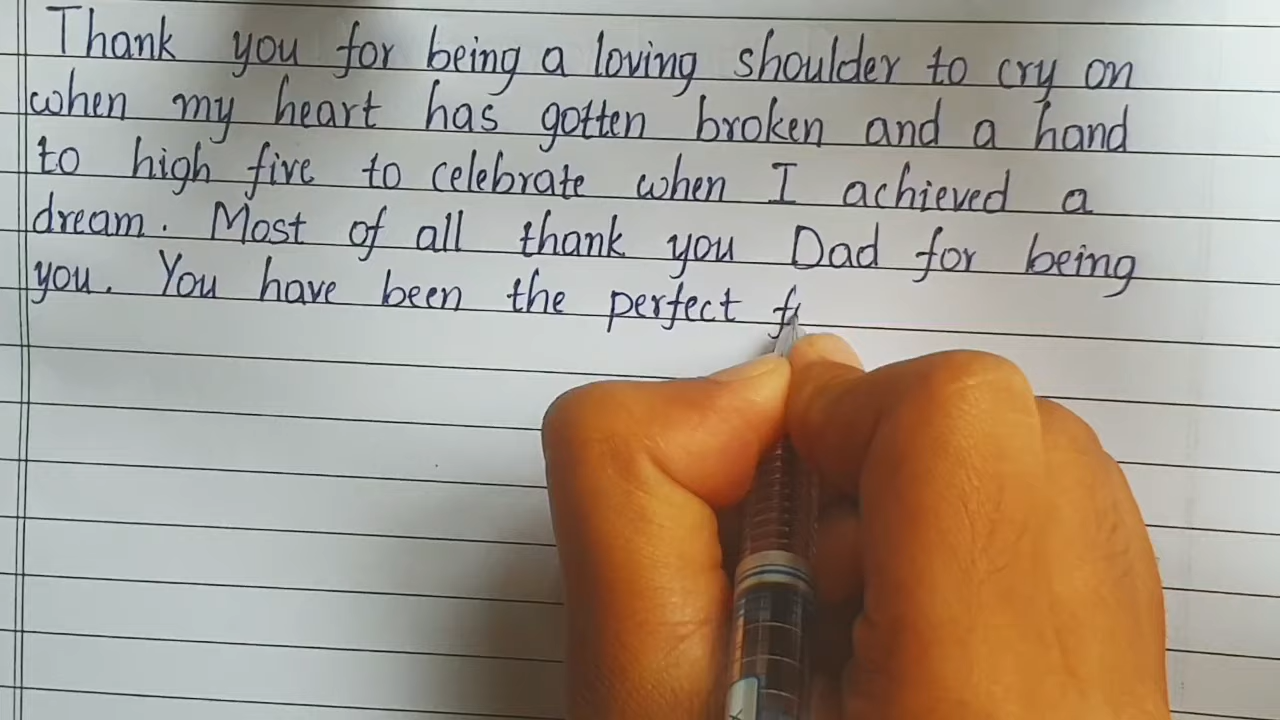 Thank you for being a loving shoulder to cry on
when my heart has gotten broken and a hand
to high five to celebrate when I achieved a
dream. Most of all thank you Dad for being
you. You have been the perfect f